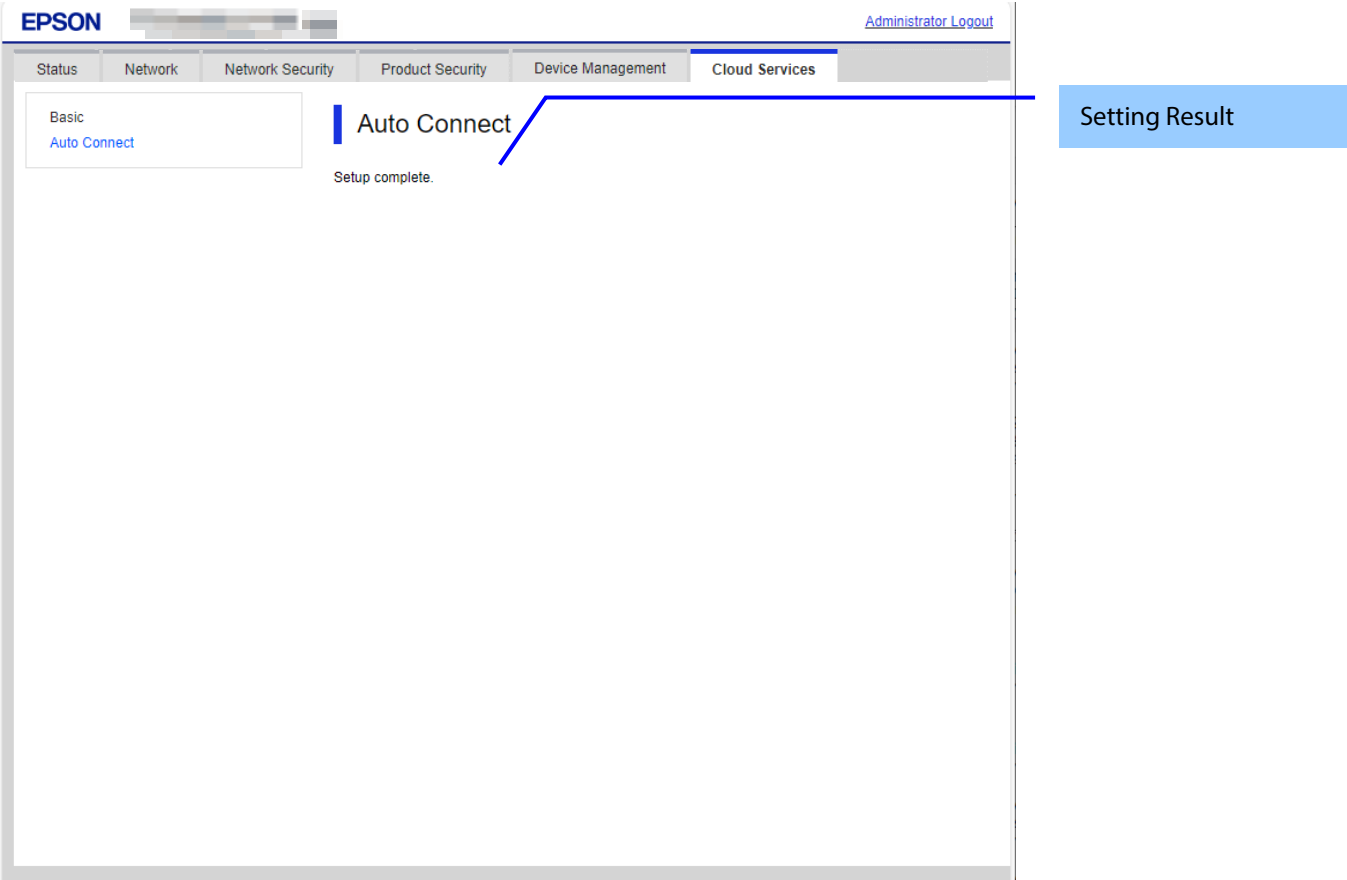 EPSON
Administrator Logout
Status Network Network Security Product Security Device Management Cloud Services
Basic
Auto Connect
Auto Connect
Setup complete.
Setting Result